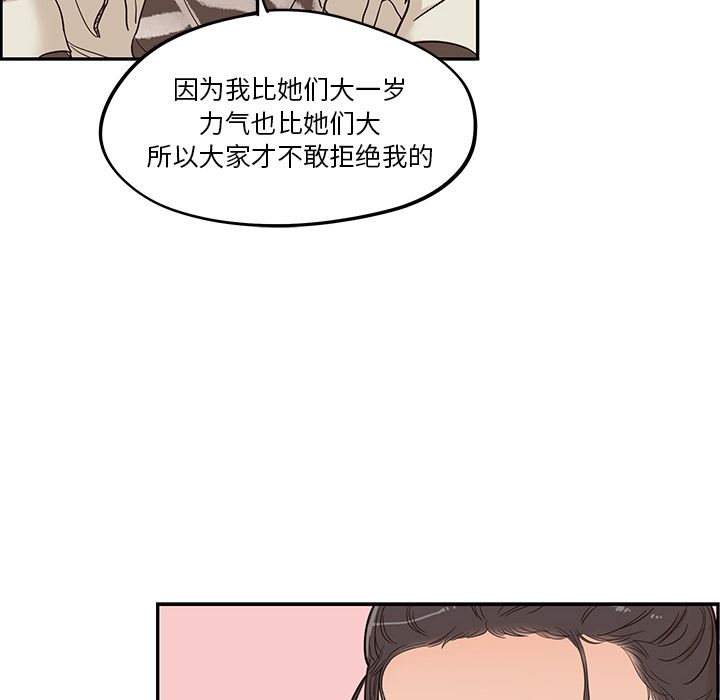 因为我比她们大一岁
力气也比她们大
所以大家才不敢拒绝我的